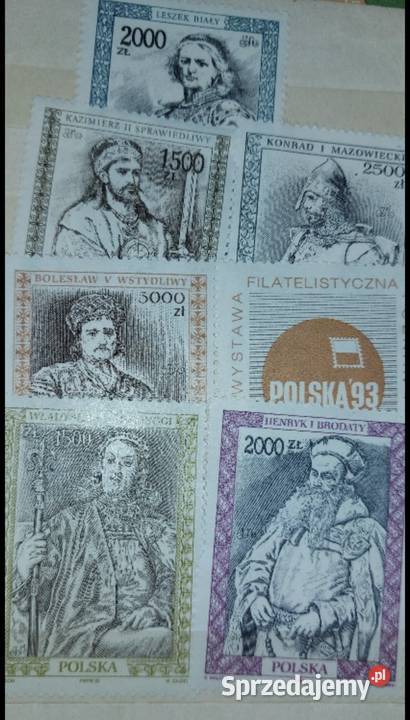 LESZEK BIAŁY
2000
ZŁ
KAZIMIERZ II SPRAWIEDLIWY
1500
ZŁ
KONRAD I MAZOWIECKI
2500
zł
BOLESŁAW V WSTYDLIWY
3000
zł
WYSTAWA
FILATELISTYCZNA
POLSKA'93
1500
POLSKA
HENRYK I BRODATY
2000 ZŁ
POLSKA
Sprzedajemy.pl